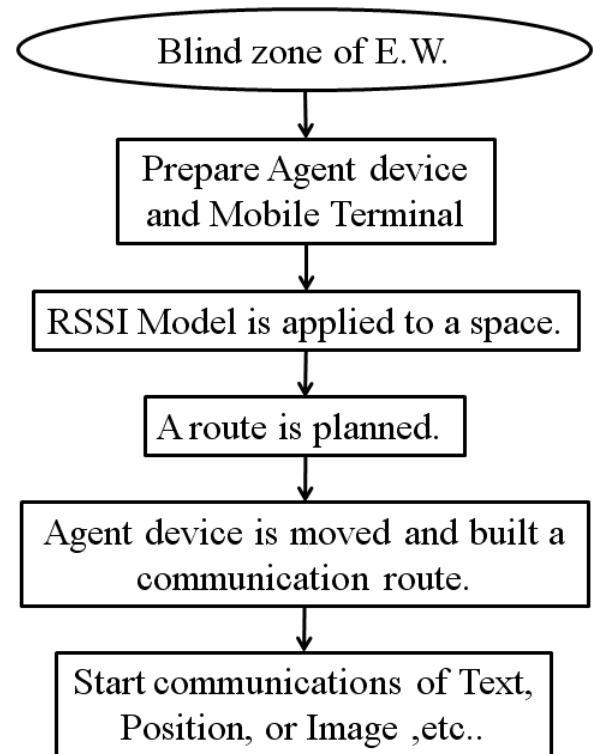 Blind zone of E.W.
Prepare Agent device
and Mobile Terminal
RSSI Model is applied to a space.
A route is planned.
Agent device is moved and built a
communication route.
Start communications of Text,
Position, or Image ,etc..